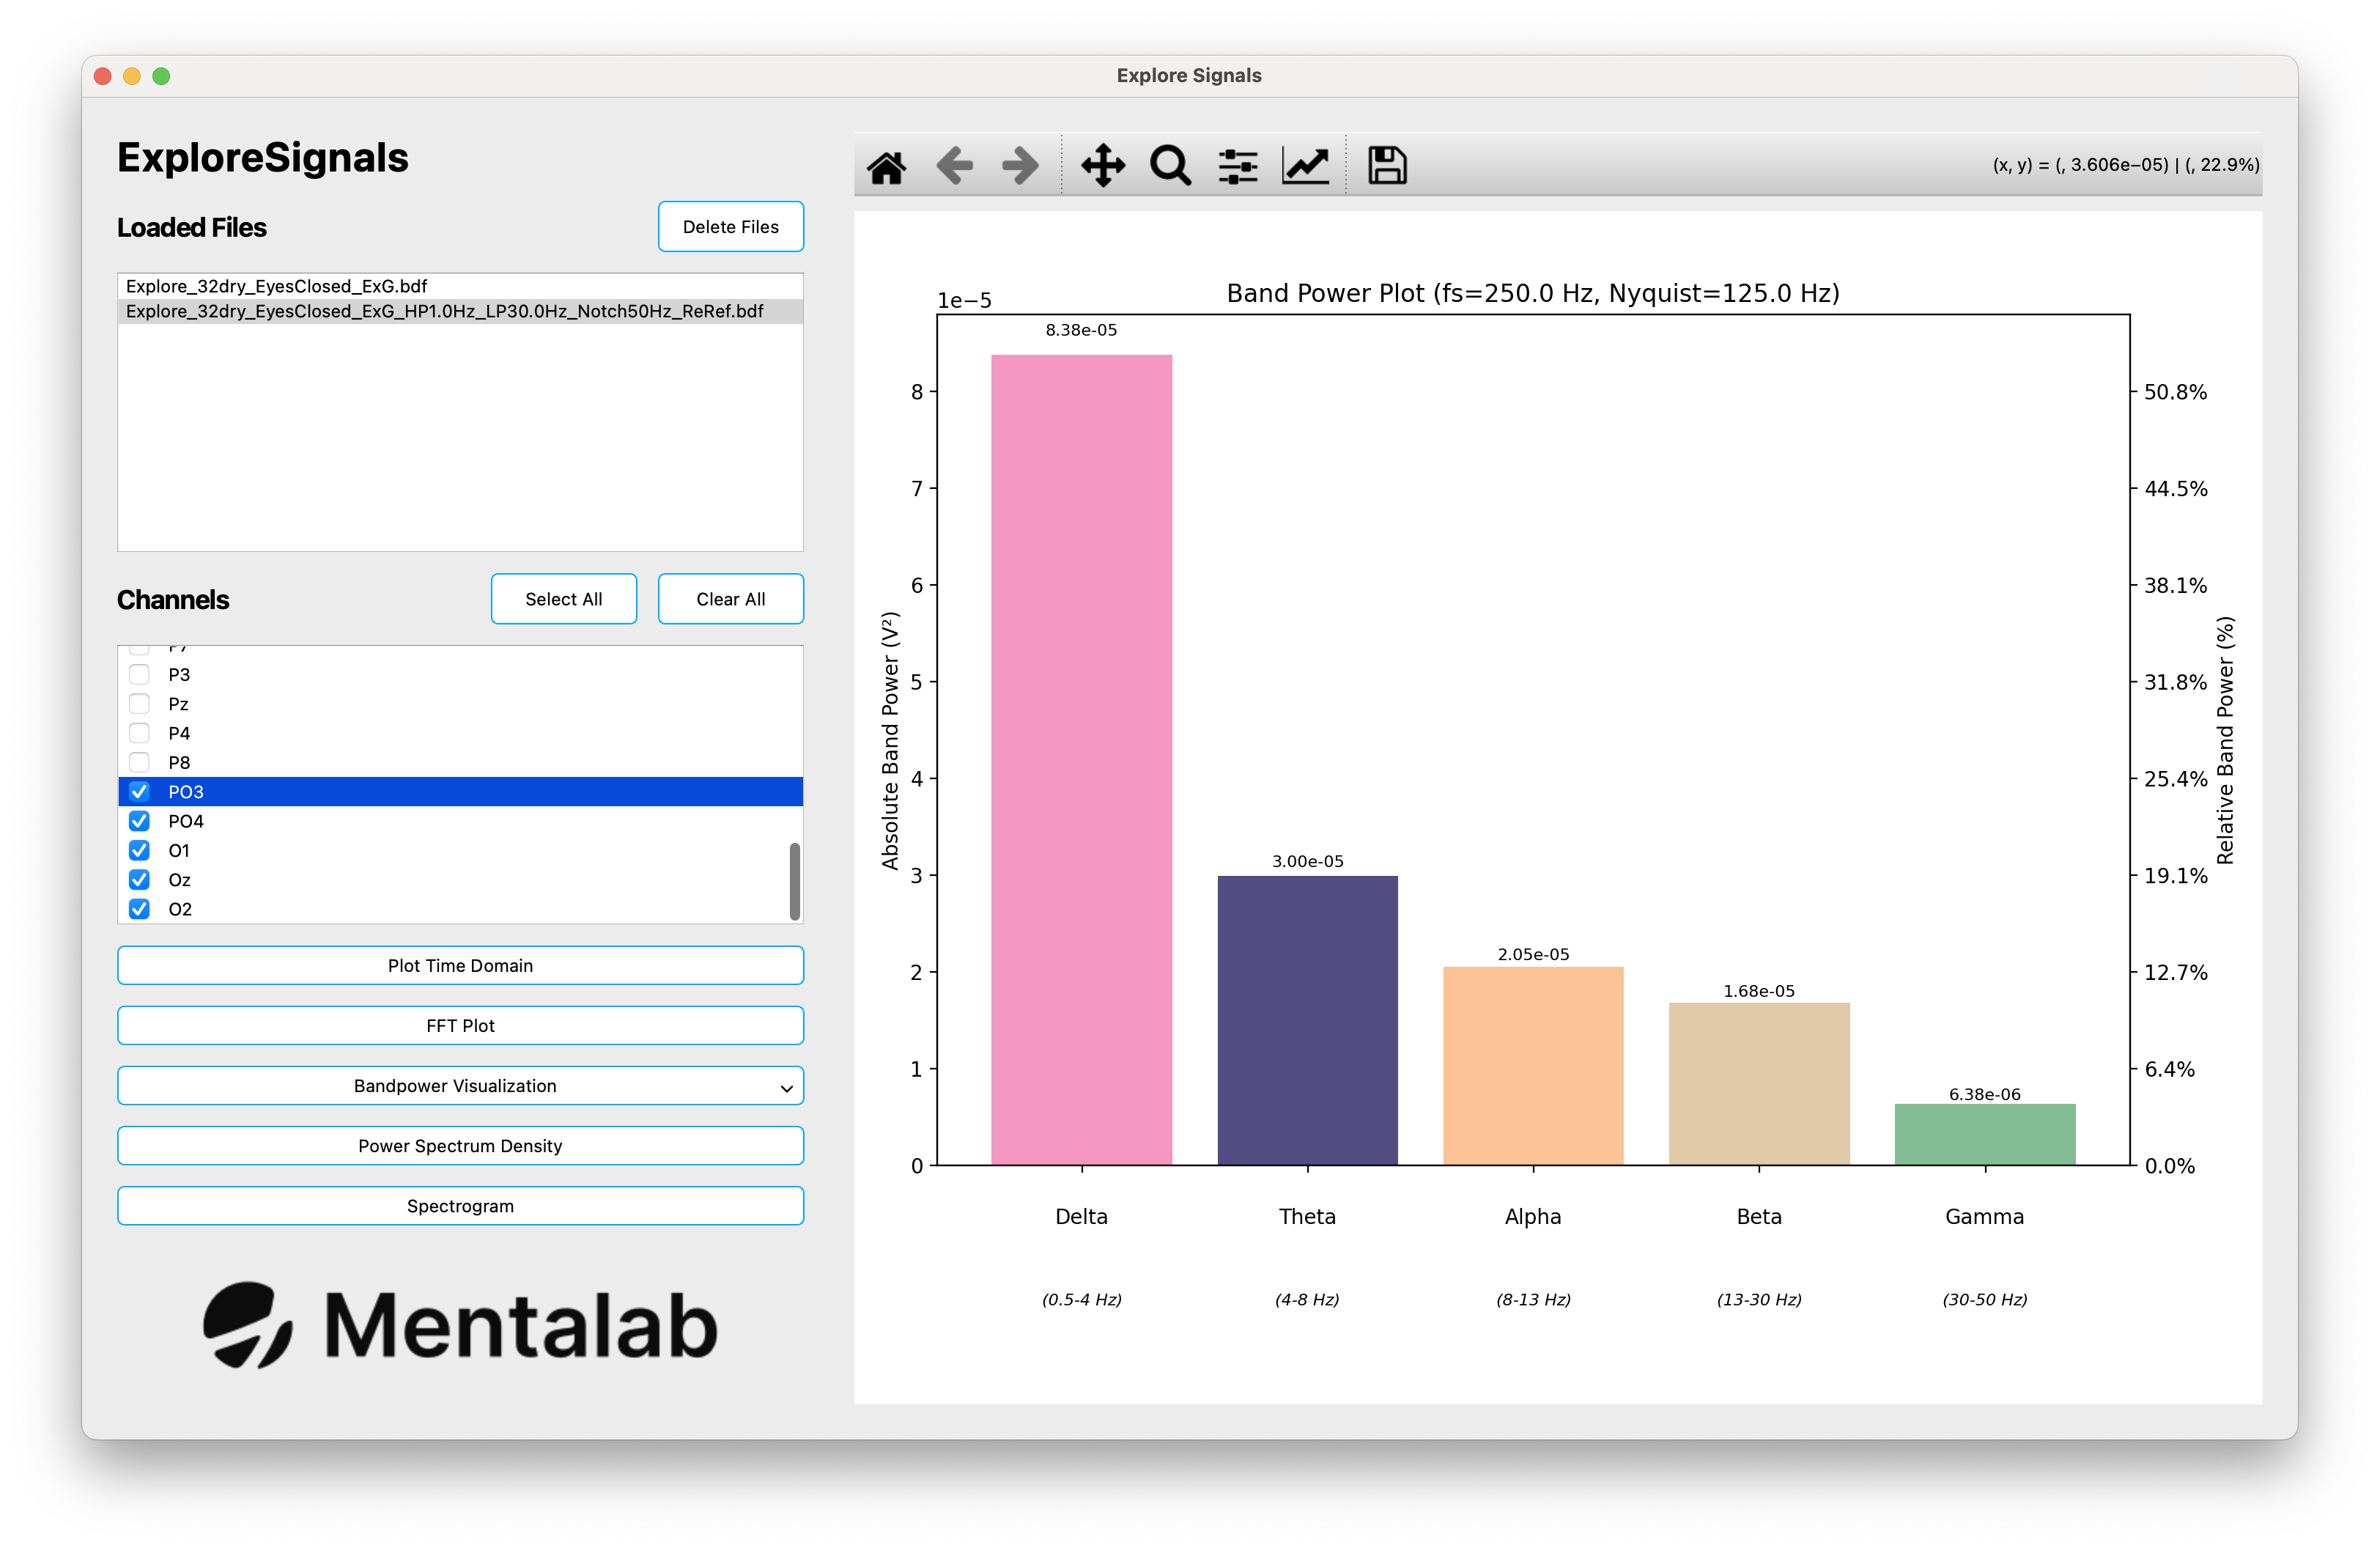 Explore Signals
ExploreSignals
Loaded Files
Delete Files
Explore_32dry_EyesClosed_ExG.bdf
Explore_32dry_EyesClosed_ExG_HP1.0Hz_LP30.0Hz_Notch50Hz_ReRef.bdf
Channels
Select All
Clear All
P3
Pz
P4
P8
PO3
PO4
O1
Oz
O2
Plot Time Domain
FFT Plot
Bandpower Visualization
Power Spectrum Density
Spectrogram
Mentalab
(x, y) = (, 3.606e−05) | (, 22.9%)
Band Power Plot (fs=250.0 Hz, Nyquist=125.0 Hz)
1e−5
Absolute Band Power (V²)
8
7
6
5
4
3
2
1
0
8.38e-05
3.00e-05
2.05e-05
1.68e-05
6.38e-06
50.8%
44.5%
38.1%
31.8%
25.4%
19.1%
12.7%
6.4%
0.0%
Relative Band Power (%)
Delta
Theta
Alpha
Beta
Gamma
(0.5-4 Hz)
(4-8 Hz)
(8-13 Hz)
(13-30 Hz)
(30-50 Hz)